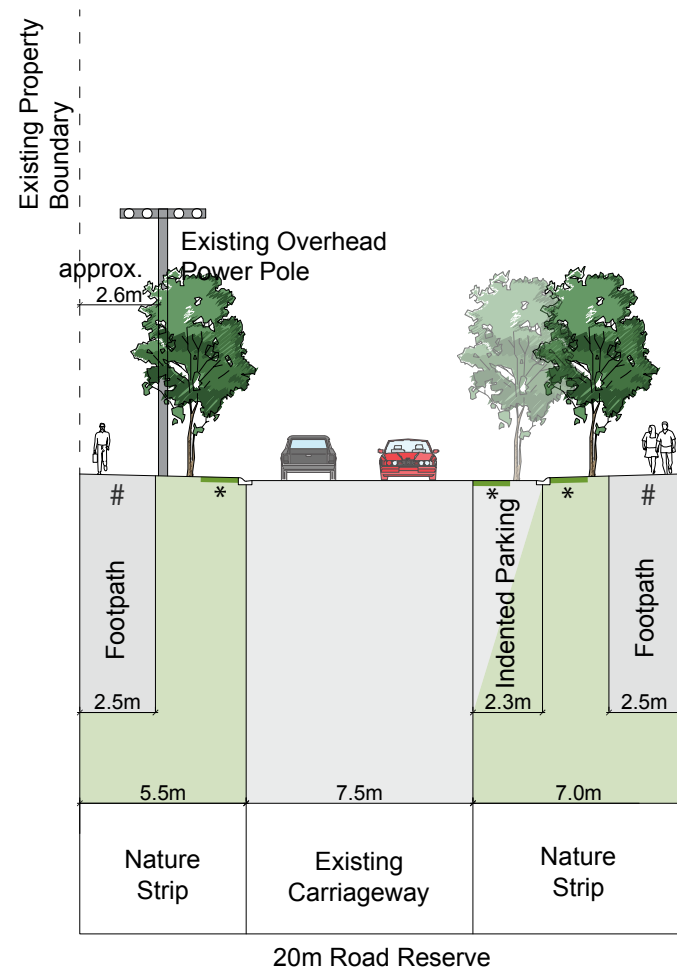 Existing Property
Boundary
Existing Overhead
Power Pole
approx.
2.6m
#
*
*
*
#
Footpath
Indented Parking
Footpath
2.5m
2.3m
2.5m
5.5m
7.5m
7.0m
Nature
Strip
Existing
Carriageway
Nature
Strip
20m Road Reserve